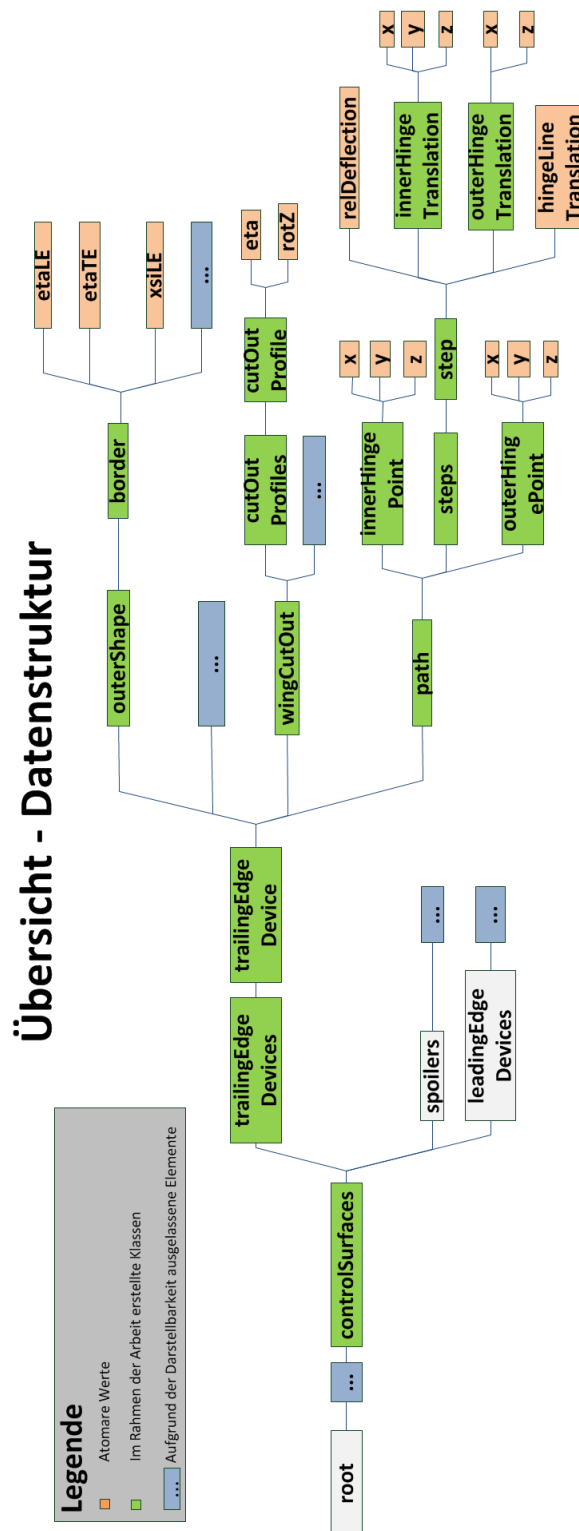 Übersicht - Datenstruktur
Legende
Atomare Werte
Im Rahmen der Arbeit erstellte Klassen
... Aufgrund der Darstellbarkeit ausgelassene Elemente
root
...
controlSurfaces
trailingEdge
Devices
trailingEdge
Device
spoilers
...
leadingEdge
Devices
...
outerShape
border
etaLE
etaTE
xsiLE
...
...
wingCutOut
cutOut
Profiles
cutOut
Profile
eta
rotZ
...
path
innerHinge
Point
x
y
z
steps
step
relDeflection
innerHinge
Translation
x
y
z
outerHinge
Translation
x
z
hingeLine
Translation
outerHing
ePoint
x
y
z